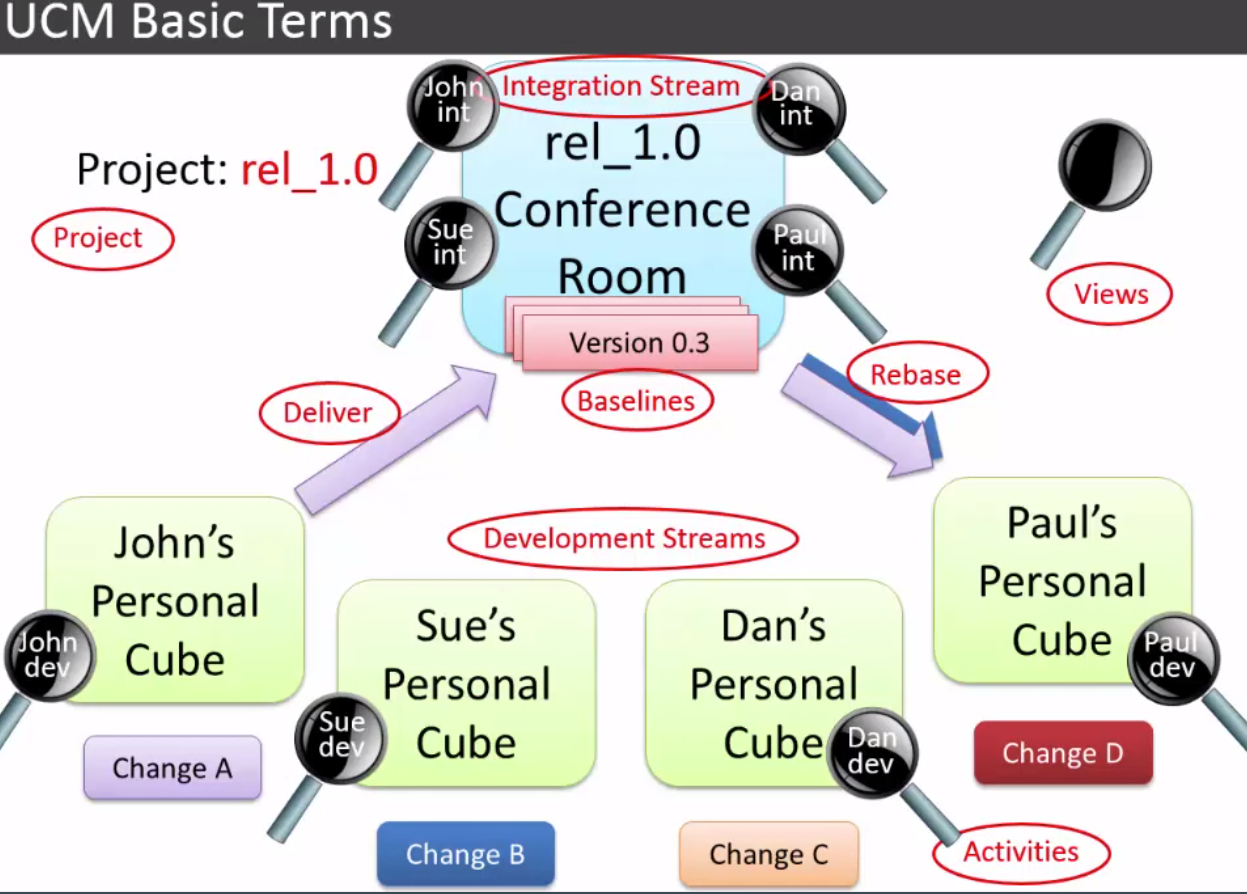 UCM Basic Terms
John
int
Integration Stream
Dan
int
rel_1.0
Conference
Room
Project: rel_1.0
Project
Sue
int
Paul
int
Views
Version 0.3
Baselines
Rebase
Deliver
Development Streams
John's
Personal
Cube
John
dev
Change A
Sue's
Personal
Cube
Sue
dev
Change B
Dan's
Personal
Cube
Dan
dev
Change C
Paul's
Personal
Cube
Paul
dev
Change D
Activities